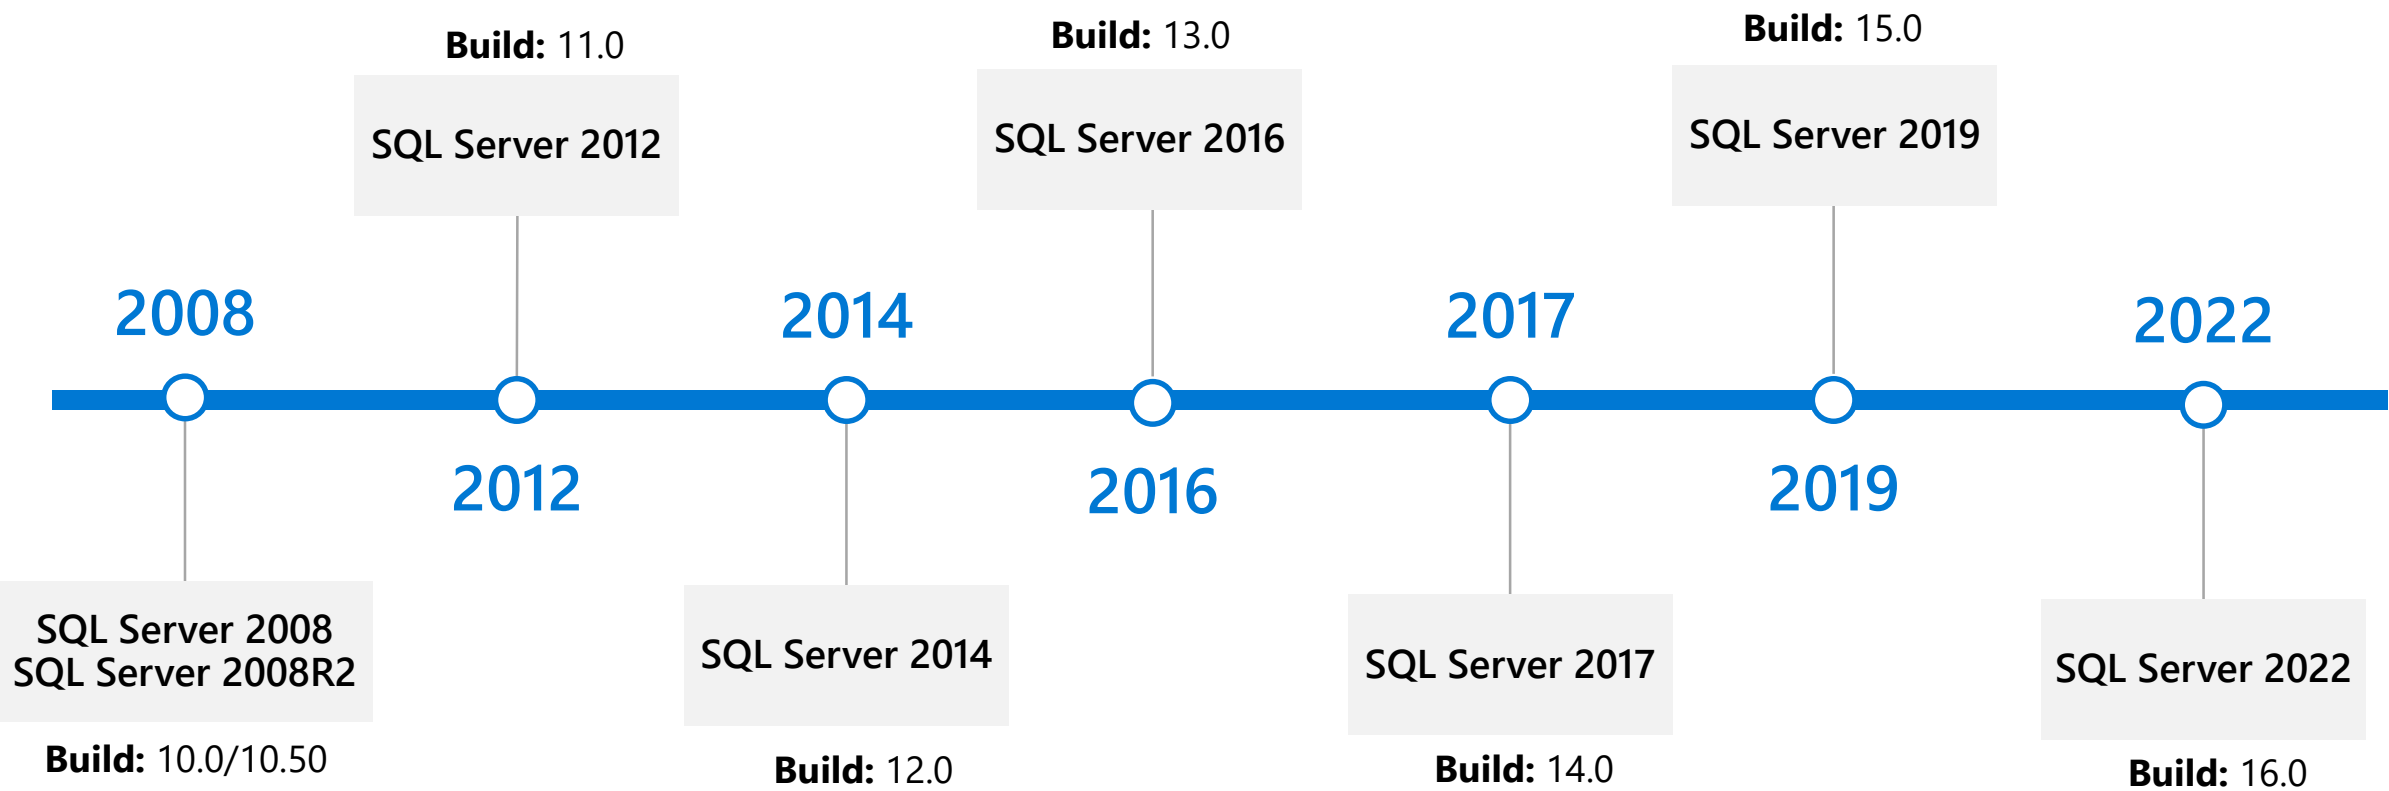 Build: 11.0
Build: 13.0
Build: 15.0
SQL Server 2012
SQL Server 2016
SQL Server 2019
2008
2014
2017
2022
2012
2016
2019
SQL Server 2008
SQL Server 2008R2
SQL Server 2014
SQL Server 2017
SQL Server 2022
Build: 10.0/10.50
Build: 12.0
Build: 14.0
Build: 16.0